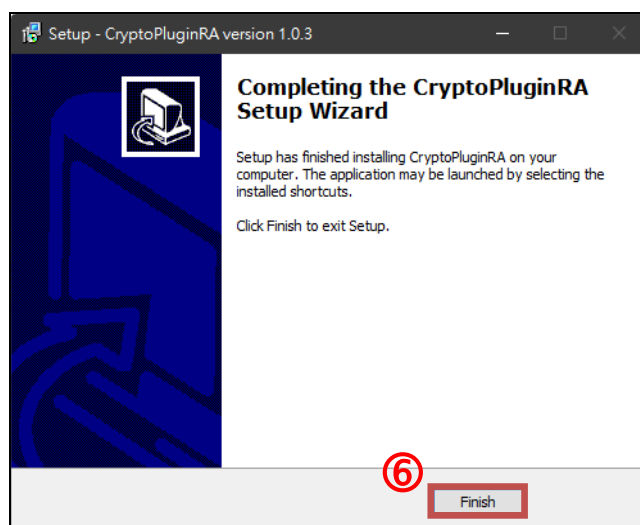 Setup - CryptoPluginRA version 1.0.3
Completing the CryptoPluginRA
Setup Wizard
Setup has finished installing CryptoPluginRA on your
computer. The application may be launched by selecting the
installed shortcuts.
Click Finish to exit Setup.
⑥
Finish